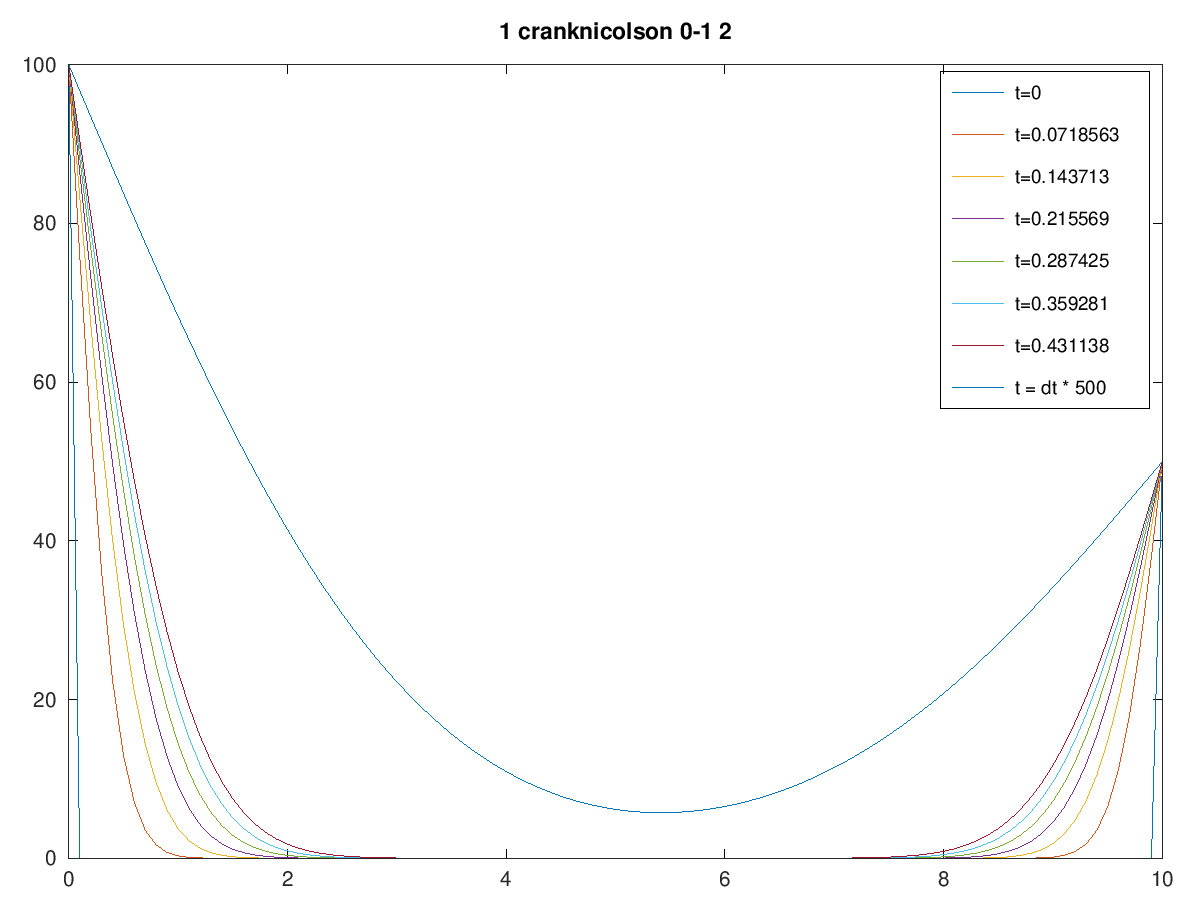 1 cranknicolson 0-1 2
100
80
60
40
20
0
0 2 4 6 8 10
t=0
t=0.0718563
t=0.143713
t=0.215569
t=0.287425
t=0.359281
t=0.431138
t = dt * 500